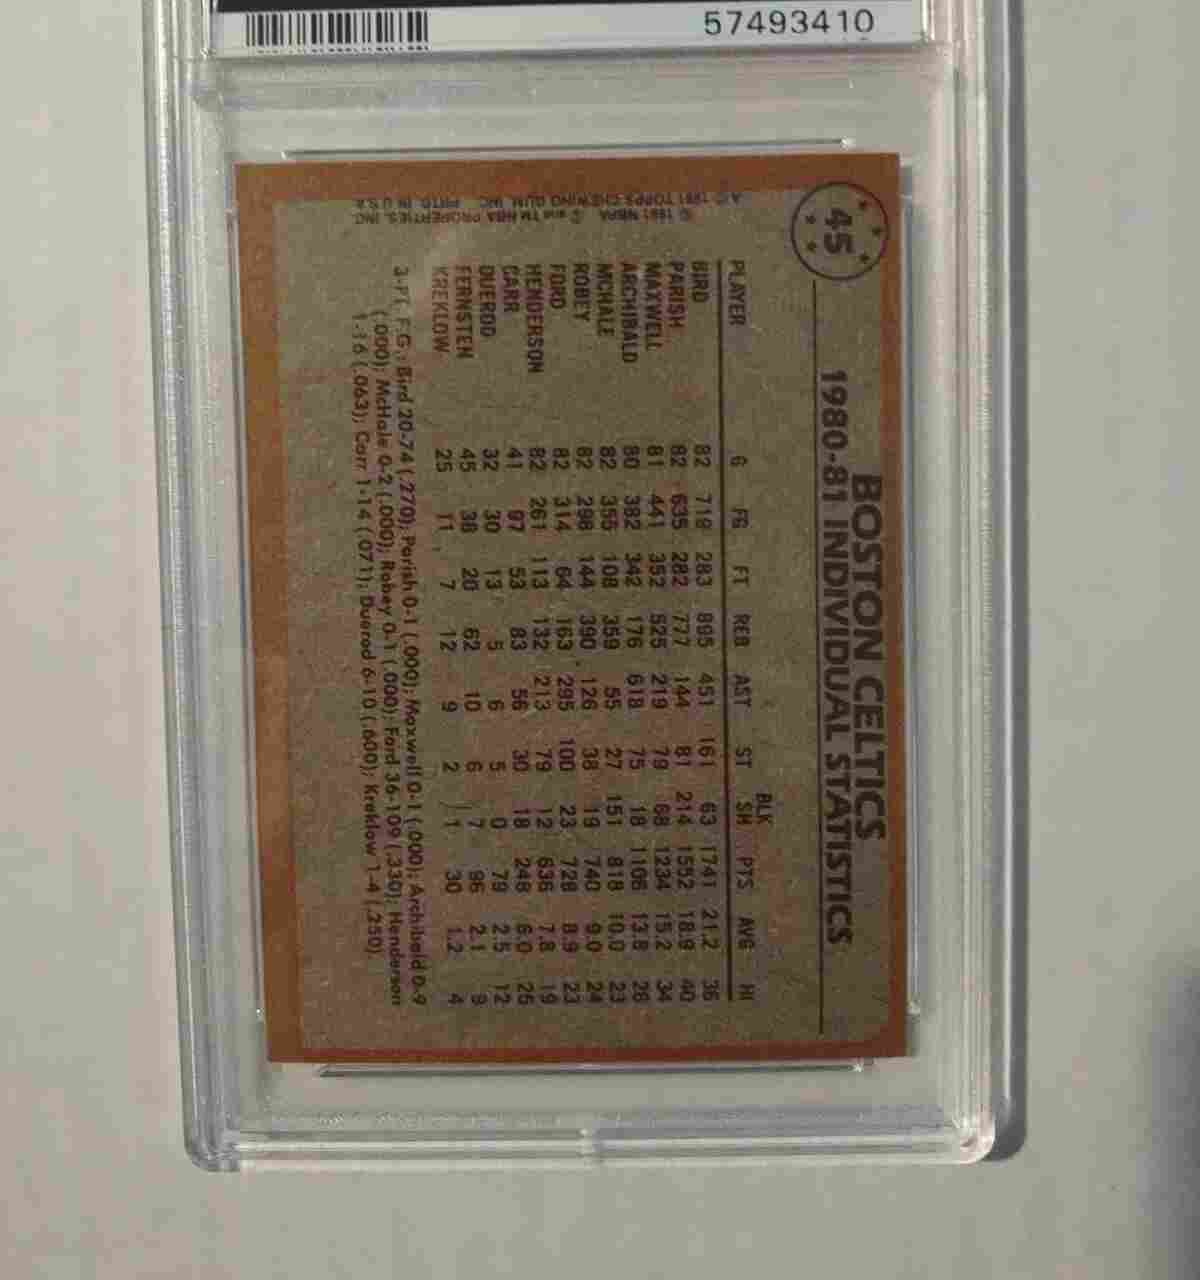 57493410
45
BOSTON CELTICS
1980-81 INDIVIDUAL STATISTICS
BLK
PLAYER G FG FT REB AST ST SH PTS AVG HI
BIRD 82 719 283 895 451 161 63 1741 21.2 36
PARISH 82 635 282 777 144 81 214 1552 18.9 40
MAXWELL 81 441 352 525 219 79 68 1234 15.2 34
ARCHIBALD 80 382 342 176 618 75 18 1106 13.8 26
MCHALE 82 355 108 359 55 27 151 818 10.0 23
ROBEY 82 298 144 390 126 38 19 740 9.0 24
FORD 82 314 64 163 295 100 23 728 8.9 23
HENDERSON 82 261 113 132 213 79 12 636 7.8 19
CARR 41 97 53 83 56 30 18 248 6.0 25
DUEROD 32 30 13 5 6 5 0 79 2.5 12
FERNSTEN 45 38 20 62 10 6 7 96 2.1 9
KREKLOW 25 11 7 12 9 2 1 30 1.2 4
3-PT. FG.: Bird 20-74 (.270); Parish 0-1 (.000); Maxwell 0-1 (.000); Archibald 0-9
(.000); McHale 0-2 (.000); Robey 0-1 (.000); Ford 36-109 (.330); Henderson
1-16 (.063); Carr 1-14 (.071); Duerod 6-10 (.600); Kreklow 1-4 (.250).
A© 1981 TOPPS CHEWING GUM, INC. PRTD. IN U.S.A.
© 1981 NBPA © and TM NBA PROPERTIES, INC.